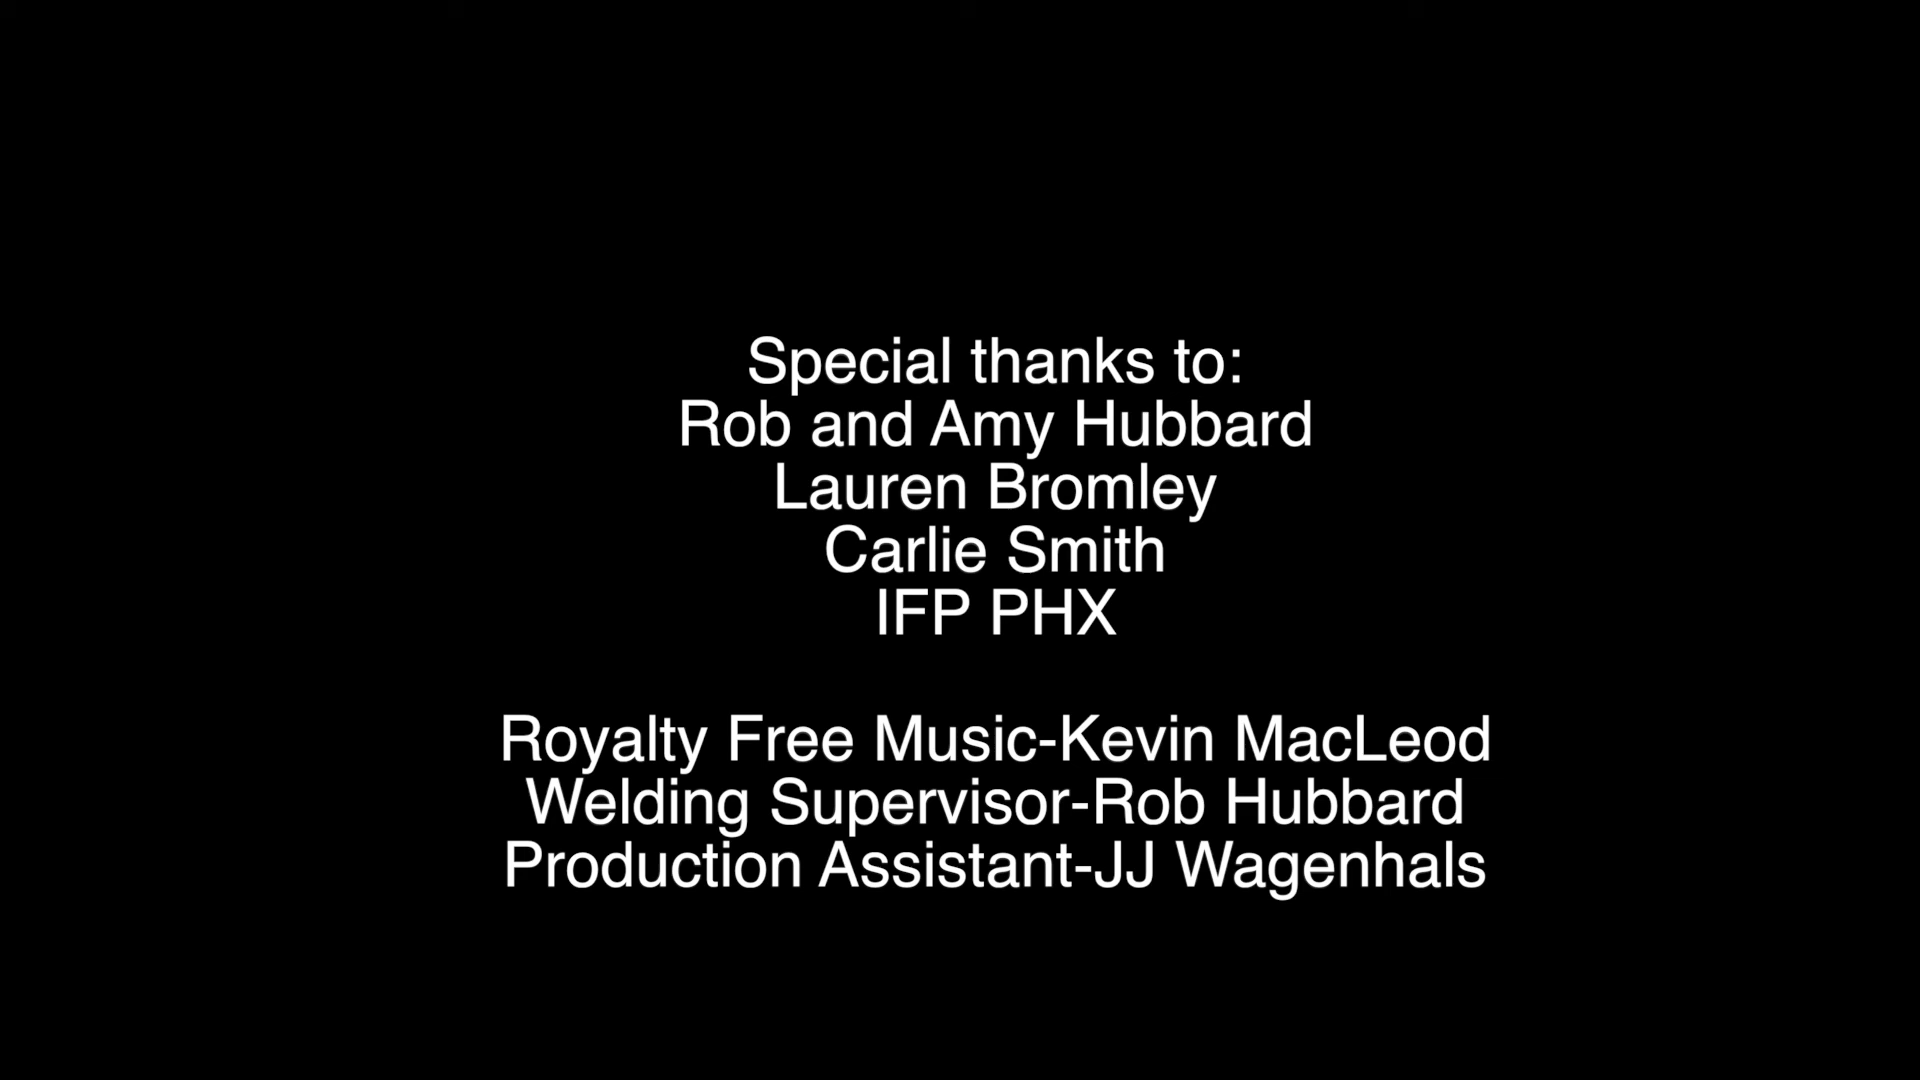 Special thanks to:
Rob and Amy Hubbard
Lauren Bromley
Carlie Smith
IFP PHX
Royalty Free Music-Kevin MacLeod
Welding Supervisor-Rob Hubbard
Production Assistant-JJ Wagenhals